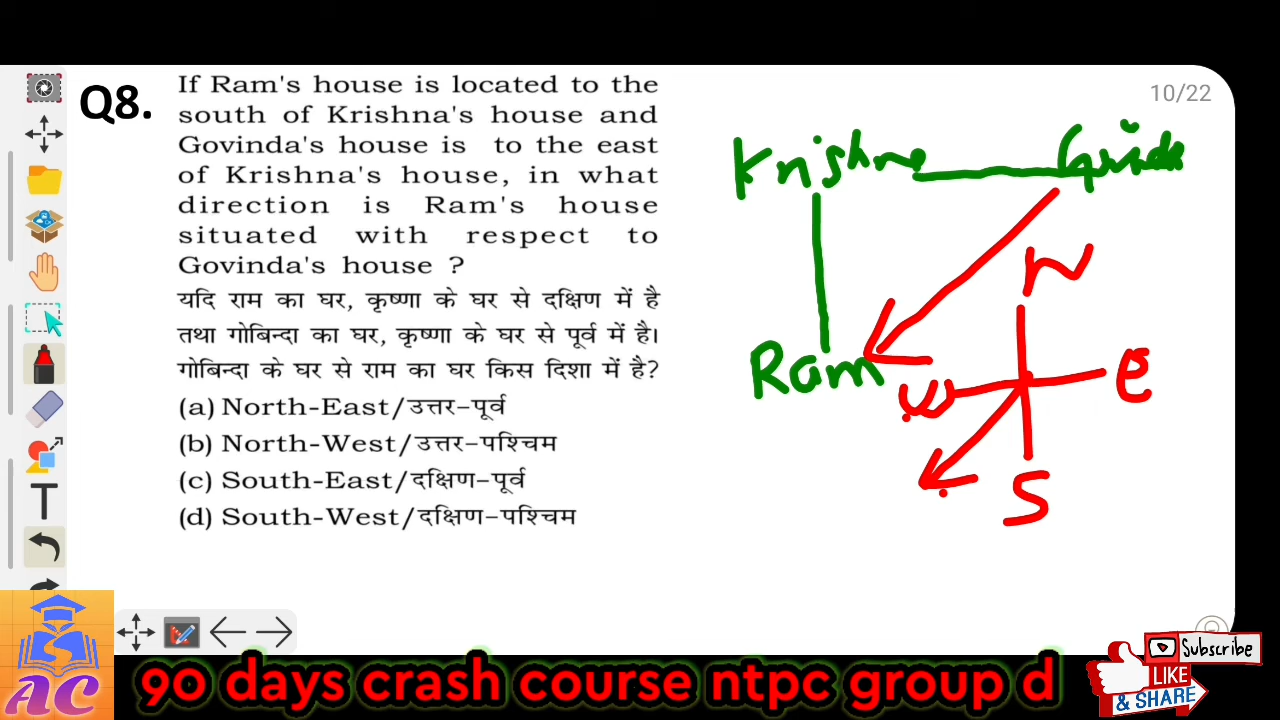 Q8.
If Ram's house is located to the
south of Krishna's house and
Govinda's house is to the east
of Krishna's house, in what
direction is Ram's house
situated with respect to
Govinda's house ?
यदि राम का घर, कृष्णा के घर से दक्षिण में है
तथा गोबिन्दा का घर, कृष्णा के घर से पूर्व में है।
गोबिन्दा के घर से राम का घर किस दिशा में है?
(a) North-East/उत्तर-पूर्व
(b) North-West/उत्तर-पश्चिम
(c) South-East/दक्षिण-पूर्व
(d) South-West/दक्षिण-पश्चिम
10/22
Krishna
N
Ram
W
E
S
T
AC
90 days crash course ntpc group d
Subscribe
LIKE
& SHARE